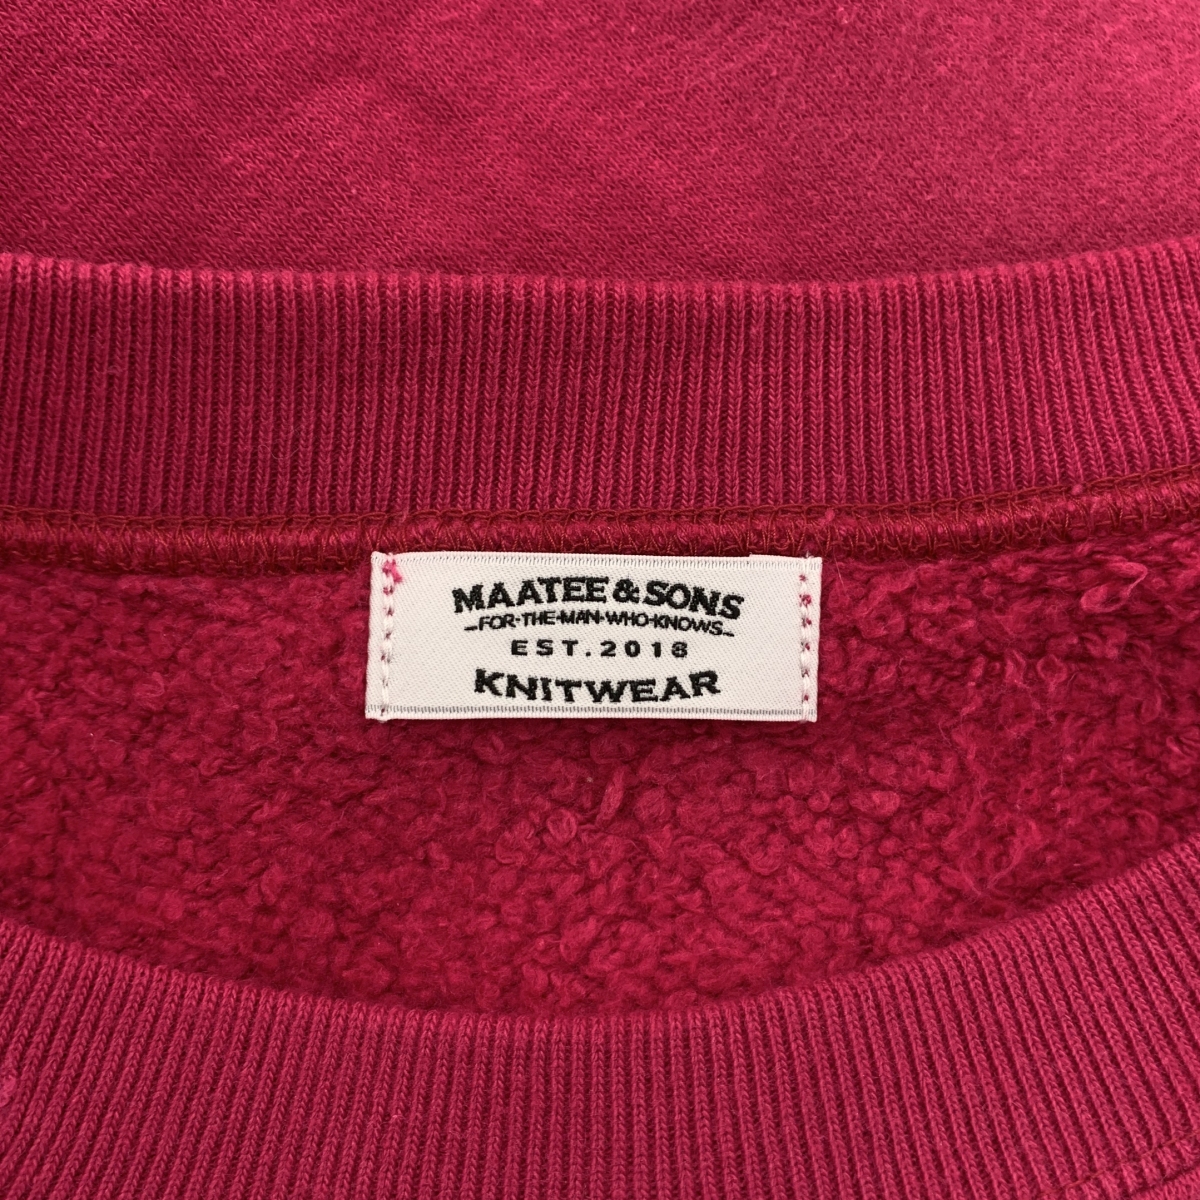 MAATEE & SONS
-FOR·THE·MAN·WHO·KNOWS-
EST.2018
KNITWEAR